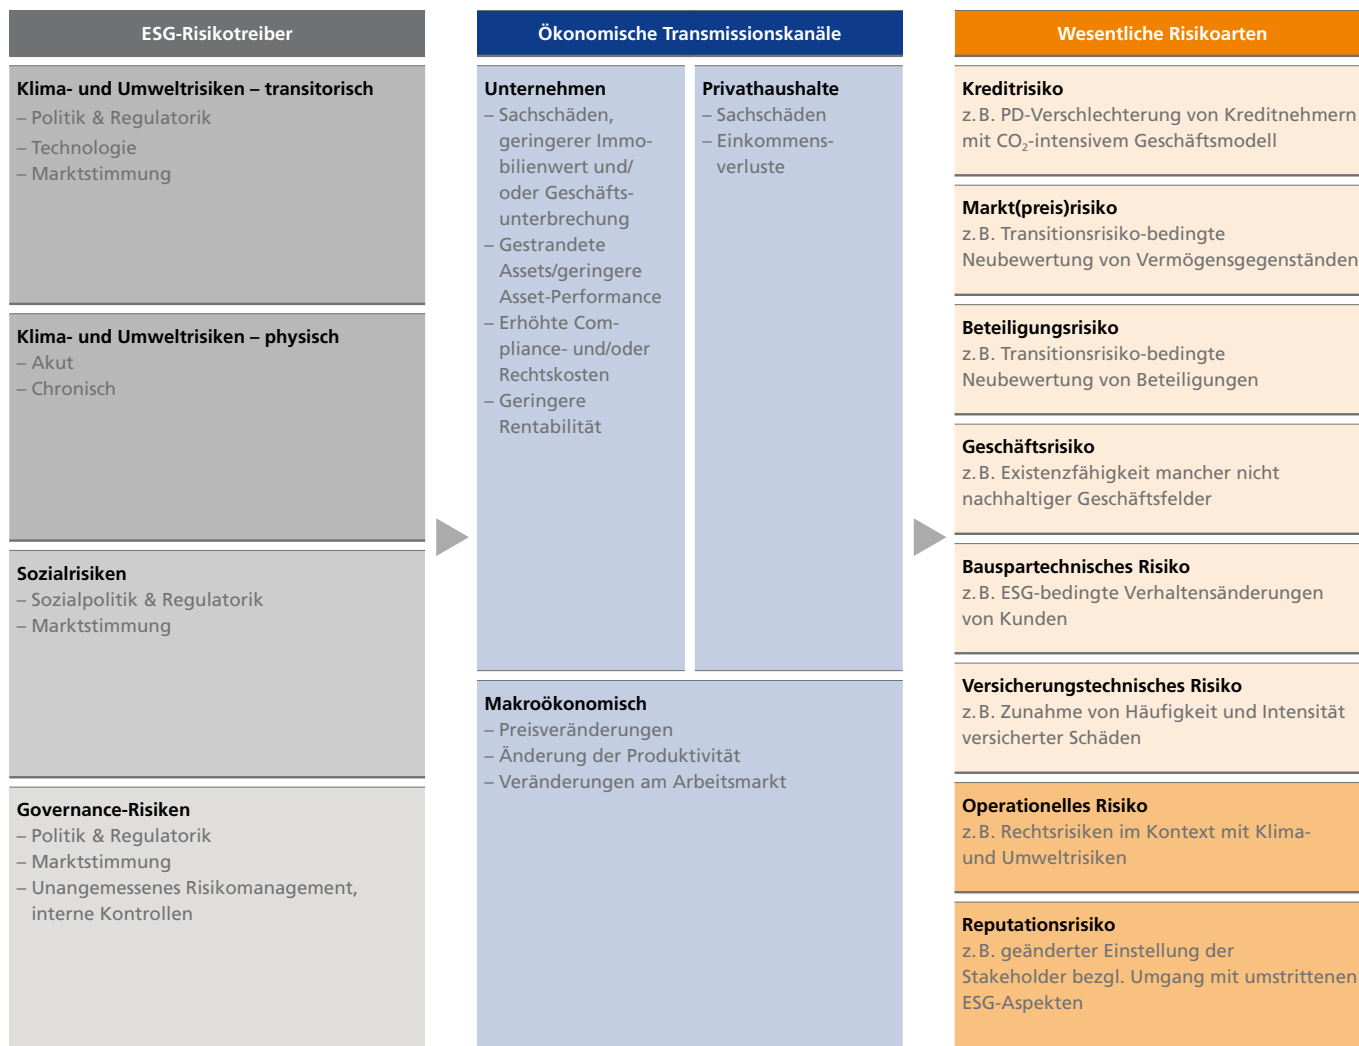 ESG-Risikotreiber
Klima- und Umweltrisiken – transitorisch
– Politik & Regulatorik
– Technologie
– Marktstimmung
Klima- und Umweltrisiken – physisch
– Akut
– Chronisch
Sozialrisiken
– Sozialpolitik & Regulatorik
– Marktstimmung
Governance-Risiken
– Politik & Regulatorik
– Marktstimmung
– Unangemessenes Risikomanagement,
interne Kontrollen
Ökonomische Transmissionskanäle
Unternehmen
– Sachschäden,
geringerer Immo-
bilienwert und/
oder Geschäfts-
unterbrechung
– Gestrandete
Assets/geringere
Asset-Performance
– Erhöhte Com-
pliance- und/oder
Rechtskosten
– Geringere
Rentabilität
Privathaushalte
– Sachschäden
– Einkommens-
verluste
Makroökonomisch
– Preisveränderungen
– Änderung der Produktivität
– Veränderungen am Arbeitsmarkt
Wesentliche Risikoarten
Kreditrisiko
z. B. PD-Verschlechterung von Kreditnehmern
mit CO₂-intensivem Geschäftsmodell
Markt(preis)risiko
z. B. Transitionsrisiko-bedingte
Neubewertung von Vermögensgegenständen
Beteiligungsrisiko
z. B. Transitionsrisiko-bedingte
Neubewertung von Beteiligungen
Geschäftsrisiko
z. B. Existenzfähigkeit mancher nicht
nachhaltiger Geschäftsfelder
Bauspartechnisches Risiko
z. B. ESG-bedingte Verhaltensänderungen
von Kunden
Versicherungstechnisches Risiko
z. B. Zunahme von Häufigkeit und Intensität
versicherter Schäden
Operationelles Risiko
z. B. Rechtsrisiken im Kontext mit Klima-
und Umweltrisiken
Reputationsrisiko
z. B. geänderter Einstellung der
Stakeholder bezgl. Umgang mit umstrittenen
ESG-Aspekten